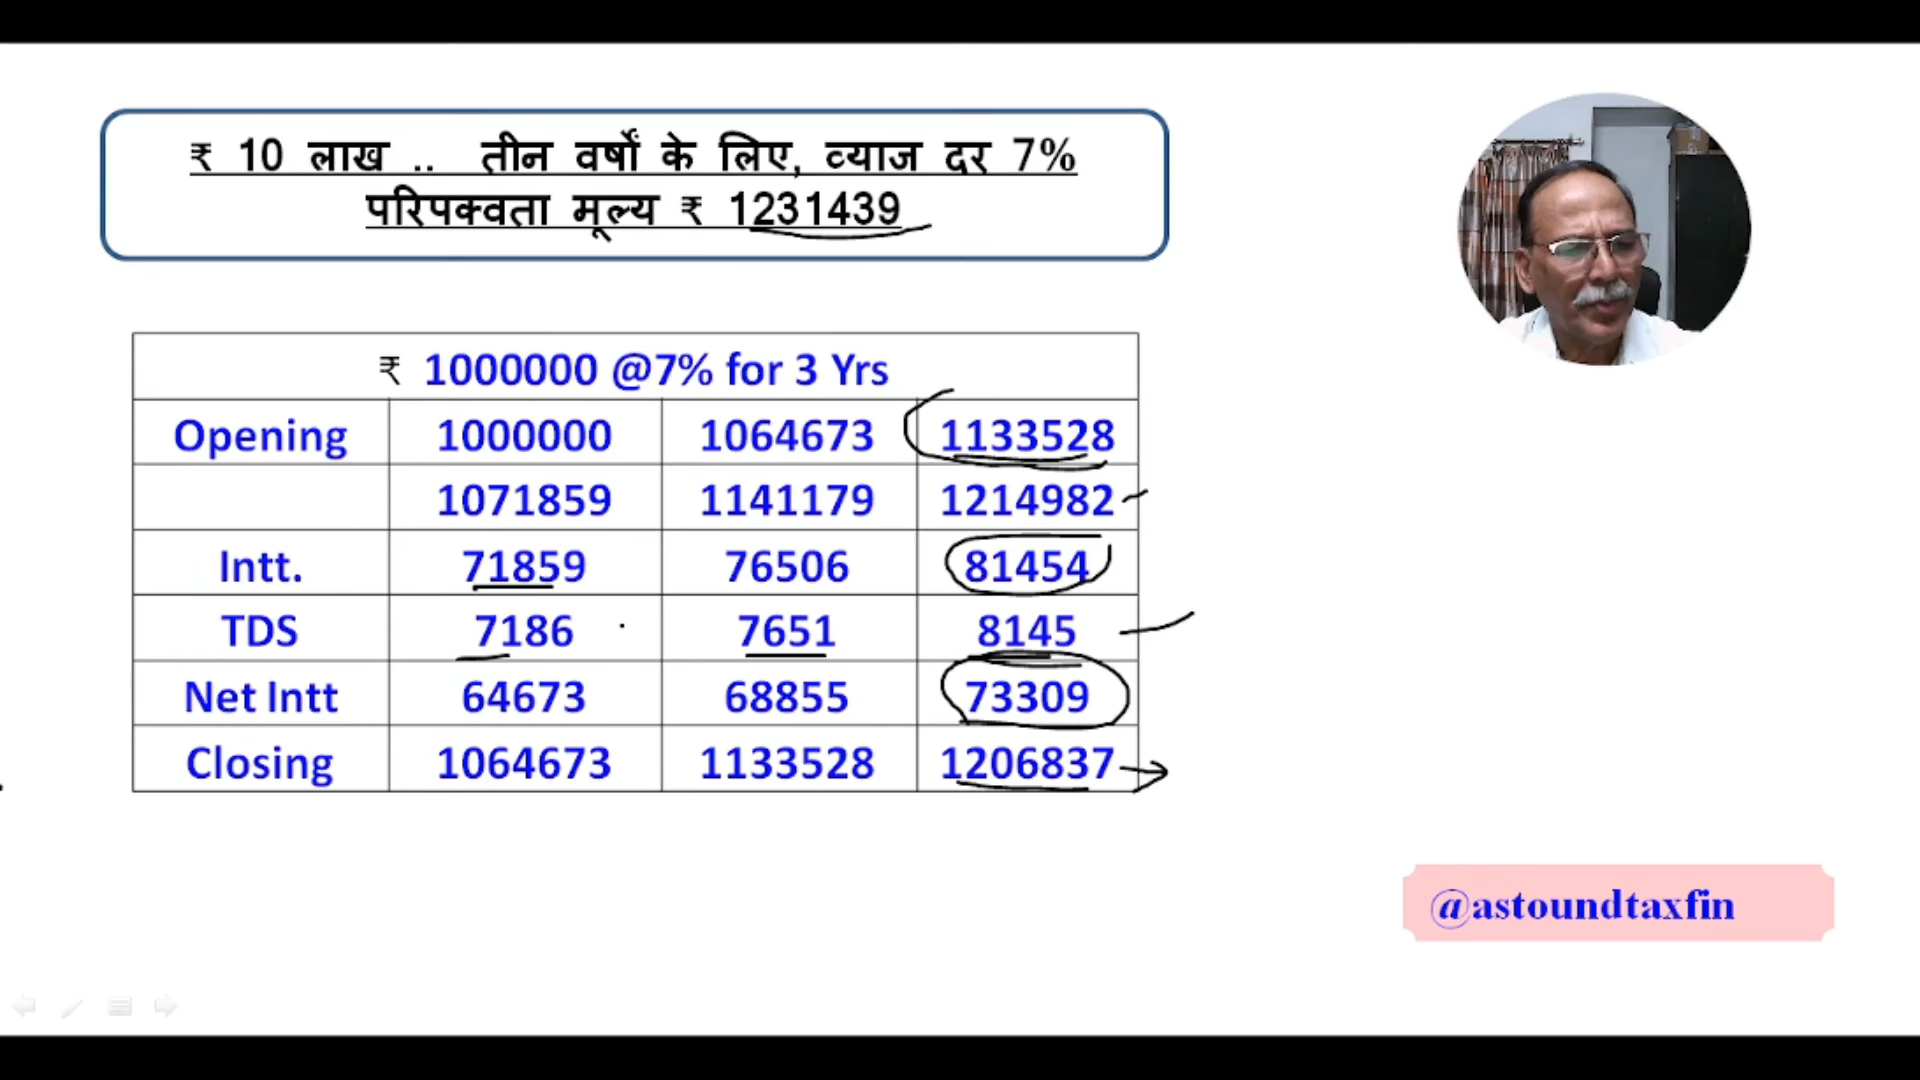 ₹ 10 लाख .. तीन वर्षों के लिए, व्याज दर 7%
परिपक्वता मूल्य ₹ 1231439
₹ 1000000 @7% for 3 Yrs
Opening 1000000 1064673 1133528
1071859 1141179 1214982
Intt. 71859 76506 81454
TDS 7186 7651 8145
Net Intt 64673 68855 73309
Closing 1064673 1133528 1206837
@astoundtaxfin